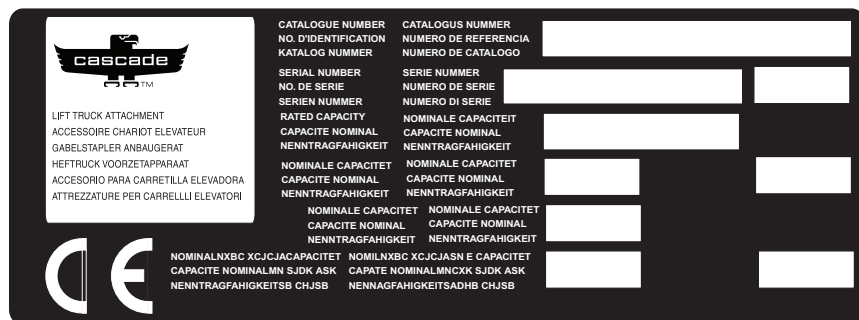 CATALOGUE NUMBER CATALOGUS NUMMER
NO. D'IDENTIFICATION NUMERO DE REFERENCIA
KATALOG NUMMER NUMERO DE CATALOGO
cascade
TM
SERIAL NUMBER SERIE NUMMER
NO. DE SERIE NUMERO DE SERIE
SERIEN NUMMER NUMERO DI SERIE
LIFT TRUCK ATTACHMENT
ACCESSOIRE CHARIOT ELEVATEUR
GABELSTAPLER ANBAUGERAT
HEFTRUCK VOORZETAPPARAAT
ACCESORIO PARA CARRETILLA ELEVADORA
ATTREZZATURE PER CARRELLLI ELEVATORI
RATED CAPACITY NOMINALE CAPACITEIT
CAPACITE NOMINAL CAPACITE NOMINAL
NENNTRAGFAHIGKEIT NENNTRAGFAHIGKEIT
NOMINALE CAPACITET NOMINALE CAPACITET
CAPACITE NOMINAL CAPACITE NOMINAL
NENNTRAGFAHIGKEIT NENNTRAGFAHIGKEIT
NOMINALE CAPACITET NOMINALE CAPACITET
CAPACITE NOMINAL CAPACITE NOMINAL
NENNTRAGFAHIGKEIT NENNTRAGFAHIGKEIT
CE
NOMINALNXBC XCJCJACAPACITET NOMILNXBC XCJCJASN E CAPACITET
CAPACITE NOMINALMN SJDK ASK CAPATE NOMINALMNCXK SJDK ASK
NENNTRAGFAHIGKEITSB CHJSB NENNAGFAHIGKEITSADHB CHJSB